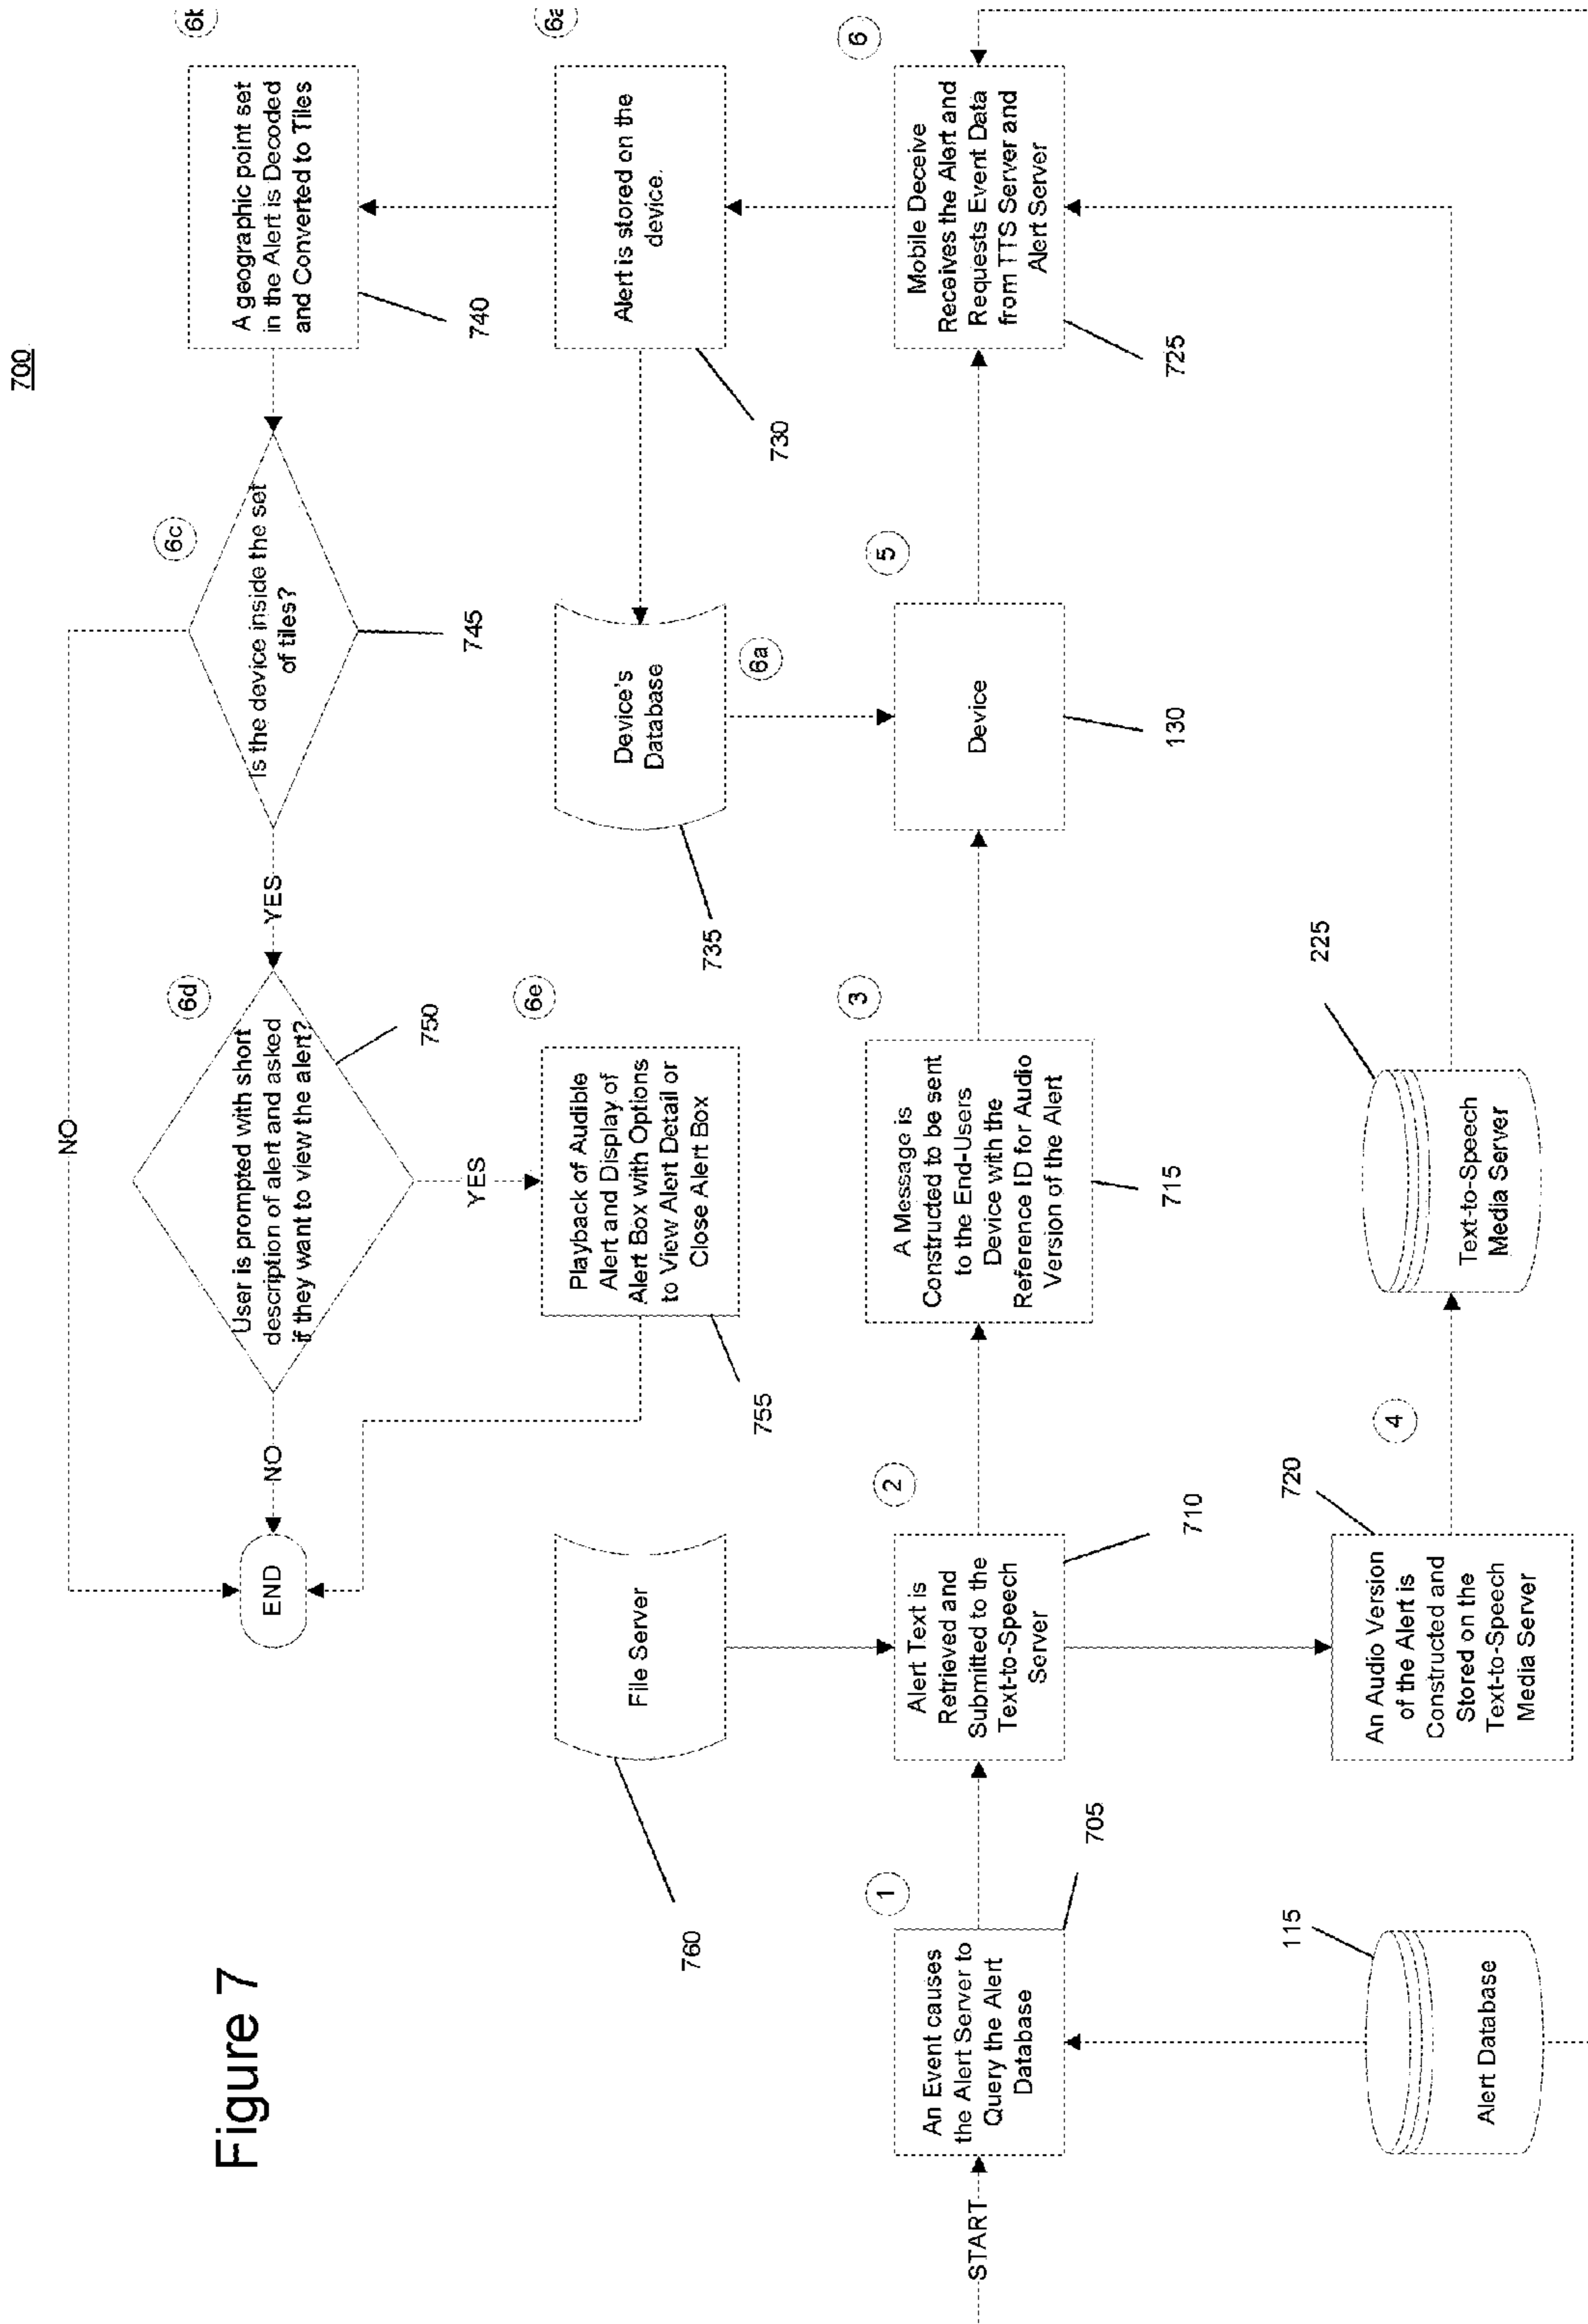 Figure 7
700
START
An Event causes
the Alert Server to
Query the Alert
Database
1
705
Alert Database
115
File Server
760
Alert Text is
Retrieved and
Submitted to the
Text-to-Speech
Server
2
710
An Audio Version
of the Alert is
Constructed and
Stored on the
Text-to-Speech
Media Server
720
4
Text-to-Speech
Media Server
225
A Message is
Constructed to be sent
to the End-Users
Device with the
Reference ID for Audio
Version of the Alert
3
715
Device
5
130
Mobile Deceive
Receives the Alert and
Requests Event Data
from TTS Server and
Alert Server
6
725
Alert is stored on the
device.
6a
730
Device's
Database
6a
735
A geographic point set
in the Alert is Decoded
and Converted to Tiles
6b
740
Is the device inside the set
of tiles?
6c
745
NO
YES
User is prompted with short
description of alert and asked
if they want to view the alert?
6d
750
YES
Playback of Audible
Alert and Display of
Alert Box with Options
to View Alert Detail or
Close Alert Box
6e
755
NO
END